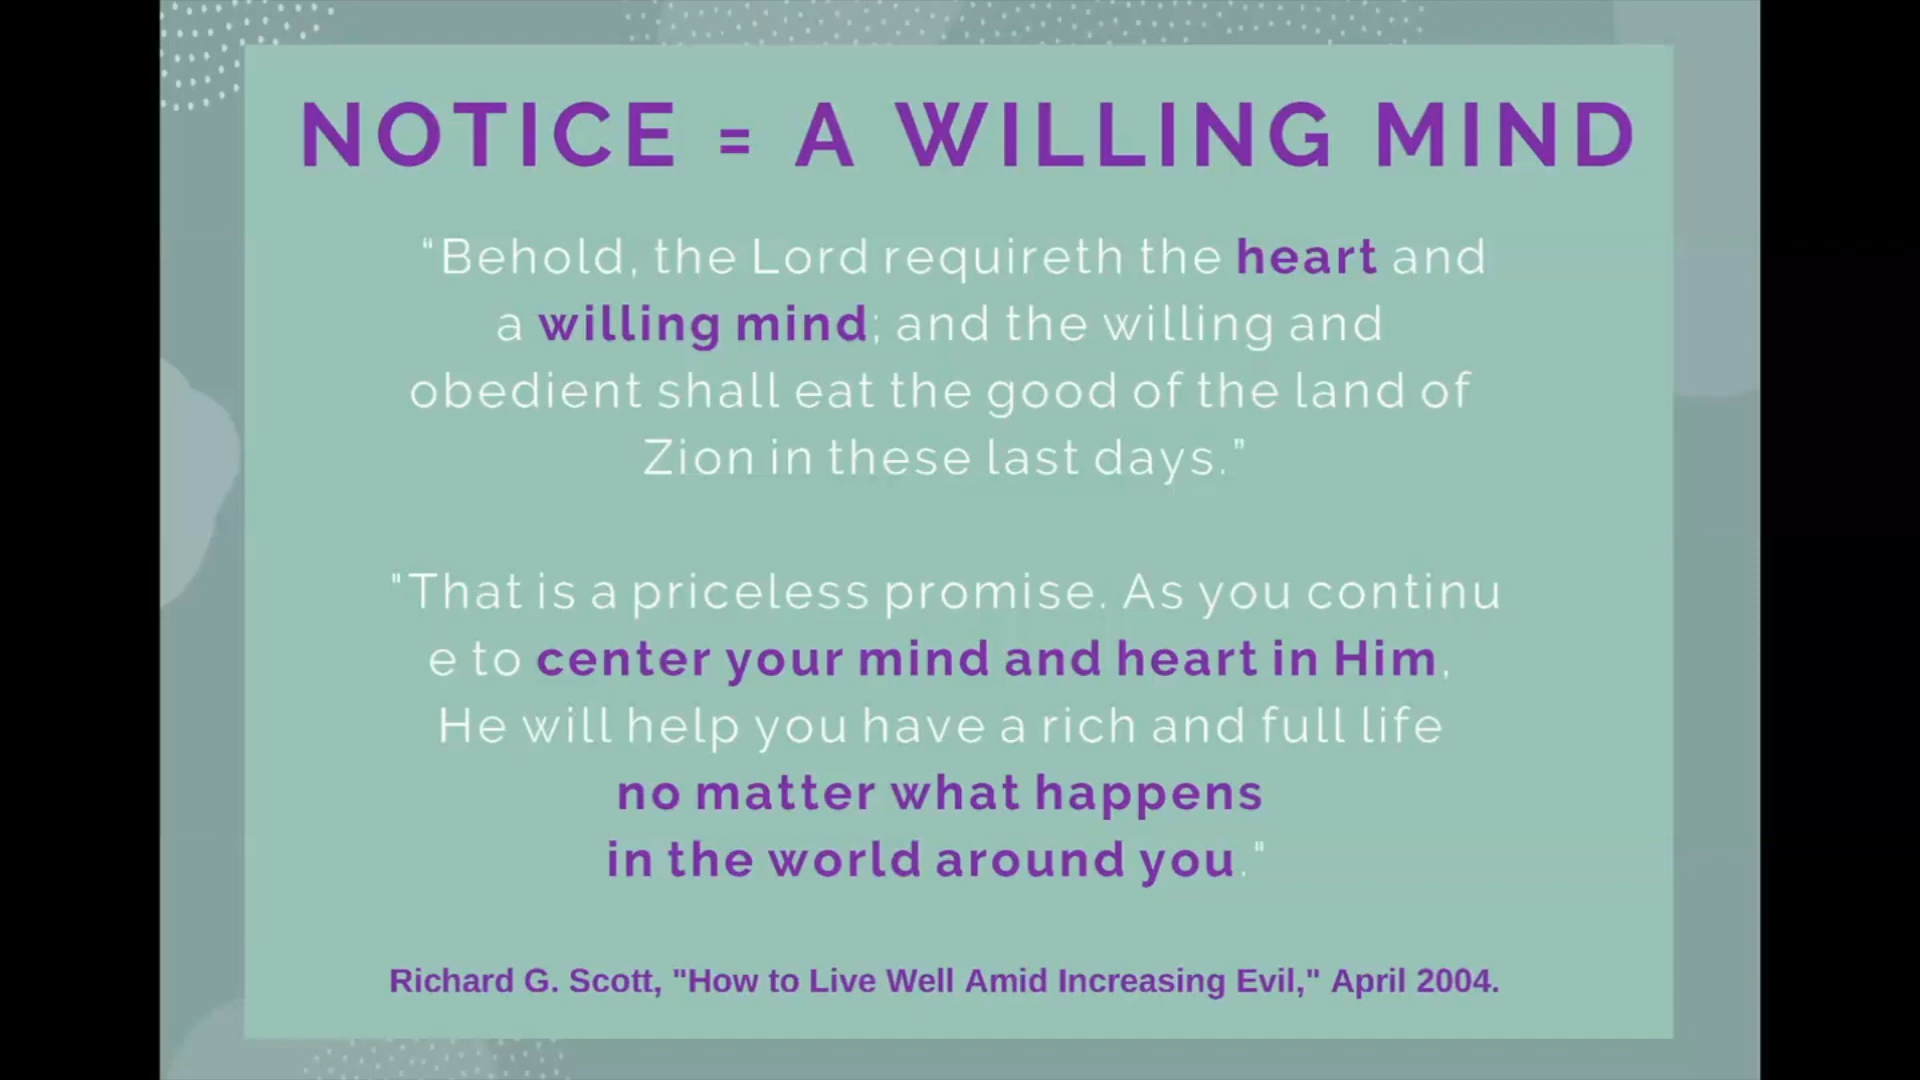 NOTICE = A WILLING MIND
“Behold, the Lord requireth the heart and
a willing mind; and the willing and
obedient shall eat the good of the land of
Zion in these last days.”
"That is a priceless promise. As you continu
e to center your mind and heart in Him,
He will help you have a rich and full life
no matter what happens
in the world around you."
Richard G. Scott, "How to Live Well Amid Increasing Evil," April 2004.